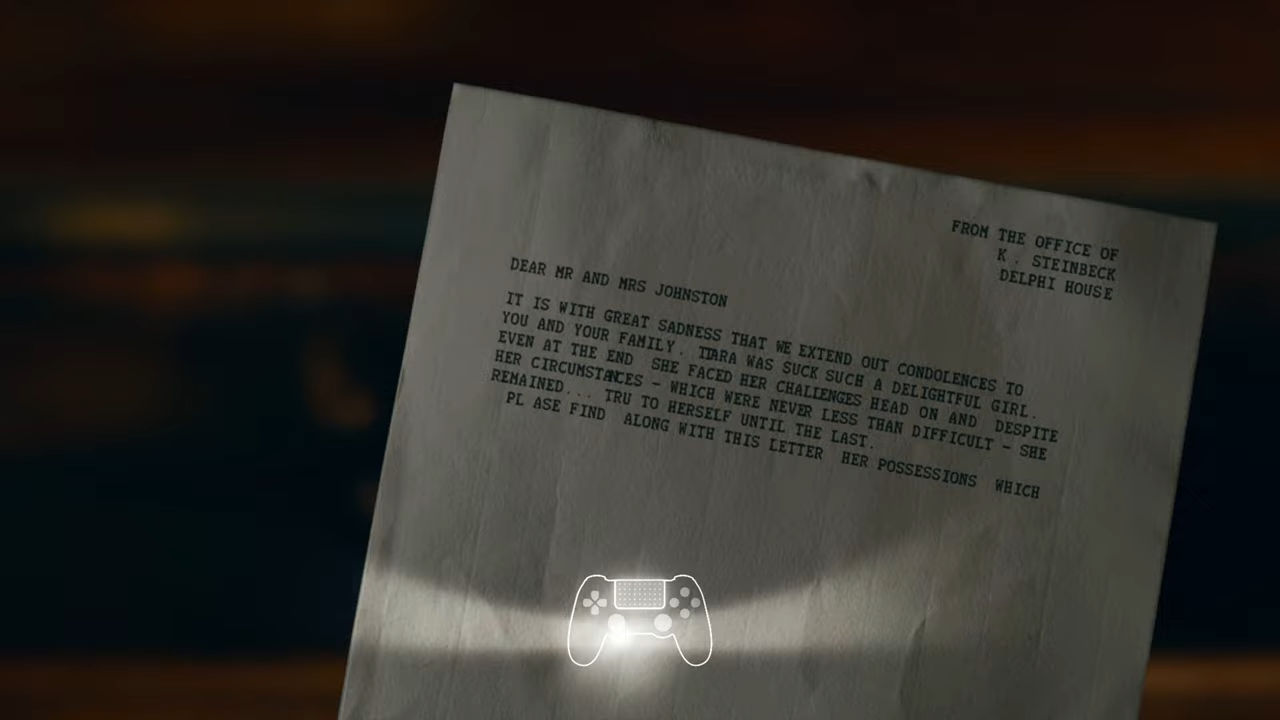 FROM THE OFFICE OF
K. STEINBECK
DELPHI HOUSE
DEAR MR AND MRS JOHNSTON
IT IS WITH GREAT SADNESS THAT WE EXTEND OUT CONDOLENCES TO
YOU AND YOUR FAMILY. TIARA WAS SUCK SUCH A DELIGHTFUL GIRL.
EVEN AT THE END SHE FACED HER CHALLENGES HEAD ON AND DESPITE
HER CIRCUMSTANCES - WHICH WERE NEVER LESS THAN DIFFICULT - SHE
REMAINED... TRU TO HERSELF UNTIL THE LAST.
PL ASE FIND ALONG WITH THIS LETTER HER POSSESSIONS WHICH